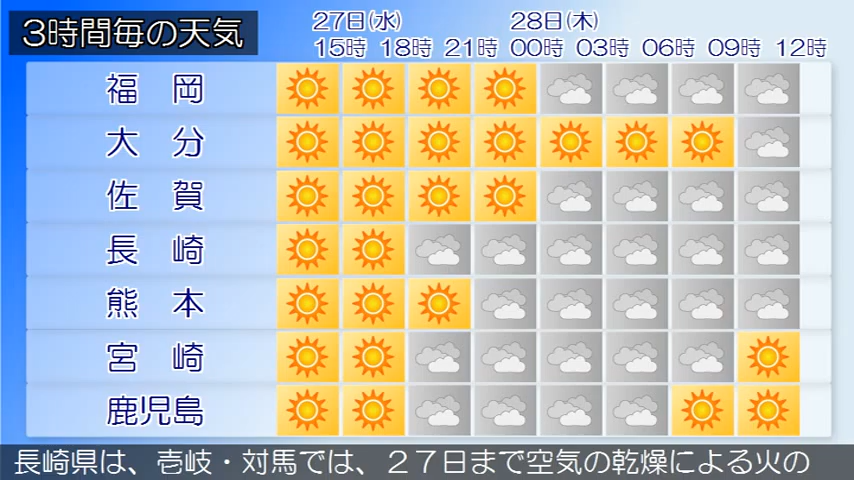 3時間毎の天気
27日(水) 28日(木)
15時 18時 21時 00時 03時 06時 09時 12時
福岡
大分
佐賀
長崎
熊本
宮崎
鹿児島
長崎県は、壱岐・対馬では、２７日まで空気の乾燥による火の